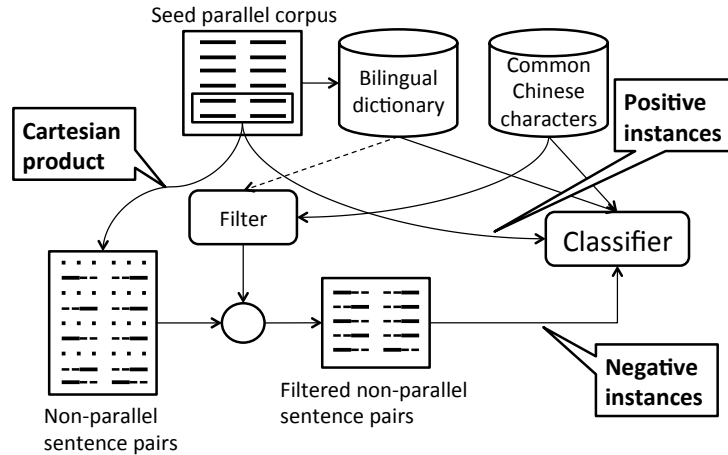 Seed parallel corpus
Bilingual
dictionary
Common
Chinese
characters
Positive
instances
Cartesian
product
Filter
Classifier
Non-parallel
sentence pairs
Filtered non-parallel
sentence pairs
Negative
instances